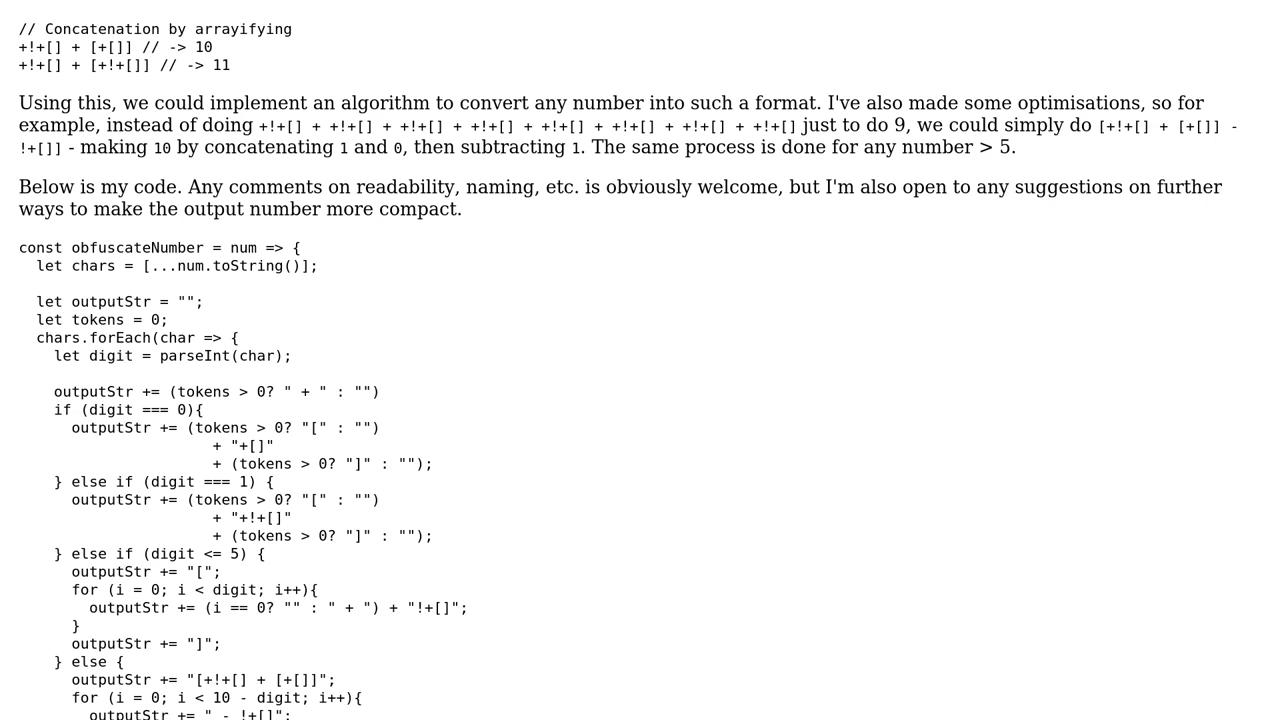 // Concatenation by arrayifying
+!+[] + [+[]] // -> 10
+!+[] + [+!+[]] // -> 11
Using this, we could implement an algorithm to convert any number into such a format. I've also made some optimisations, so for
example, instead of doing +!+[] + +!+[] + +!+[] + +!+[] + +!+[] + +!+[] + +!+[] + +!+[] just to do 9, we could simply do [+!+[] + [+[]] -
!+[]] - making 10 by concatenating 1 and 0, then subtracting 1. The same process is done for any number > 5.
Below is my code. Any comments on readability, naming, etc. is obviously welcome, but I'm also open to any suggestions on further
ways to make the output number more compact.
const obfuscateNumber = num => {
  let chars = [...num.toString()];
  let outputStr = "";
  let tokens = 0;
  chars.forEach(char => {
    let digit = parseInt(char);
    outputStr += (tokens > 0? " + " : "")
    if (digit === 0){
      outputStr += (tokens > 0? "[" : "")
                      + "+[]"
                      + (tokens > 0? "]" : "");
    } else if (digit === 1) {
      outputStr += (tokens > 0? "[" : "")
                      + "+!+[]"
                      + (tokens > 0? "]" : "");
    } else if (digit <= 5) {
      outputStr += "[";
      for (i = 0; i < digit; i++){
        outputStr += (i == 0? "" : " + ") + "!+[]";
      }
      outputStr += "]";
    } else {
      outputStr += "[+!+[] + [+[]]";
      for (i = 0; i < 10 - digit; i++){
        outputStr += " - !+[]";